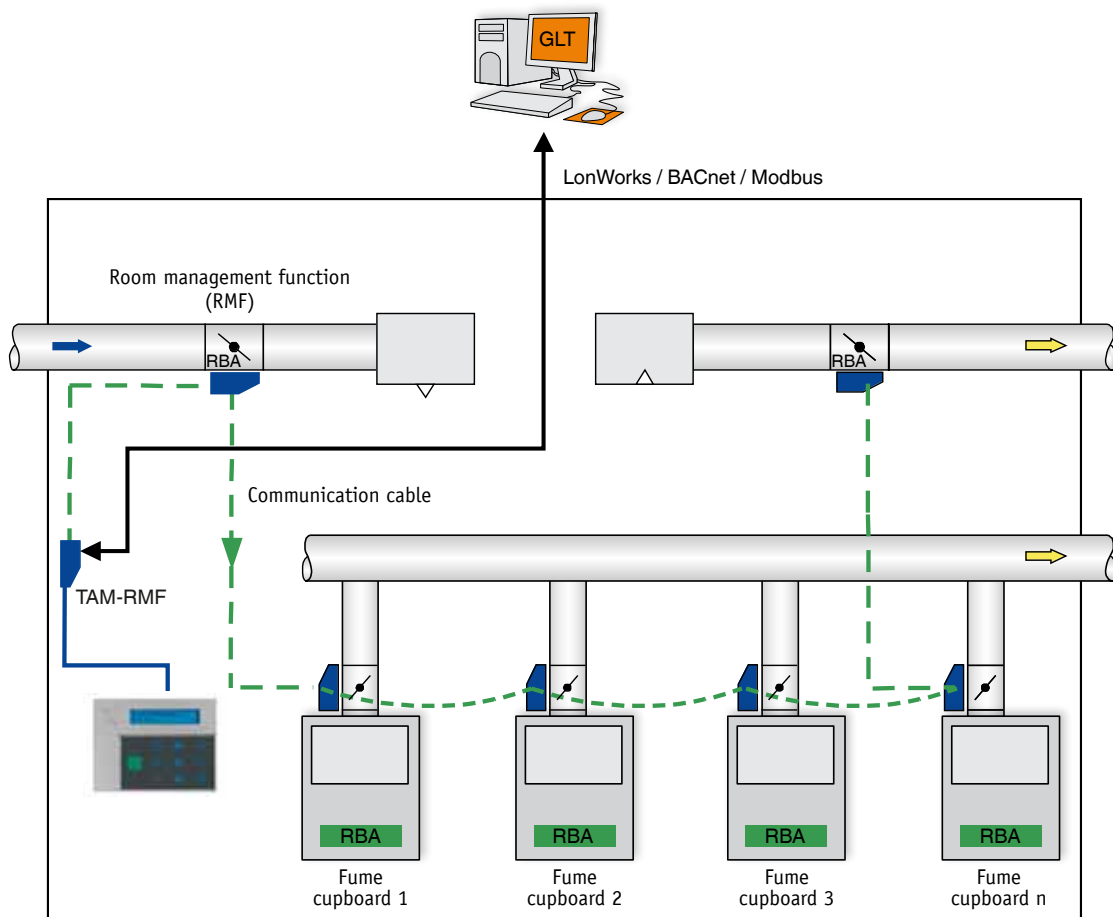 GLT
LonWorks / BACnet / Modbus
Room management function
(RMF)
RBA
RBA
Communication cable
TAM-RMF
RBA
RBA
RBA
RBA
Fume
cupboard 1
Fume
cupboard 2
Fume
cupboard 3
Fume
cupboard n